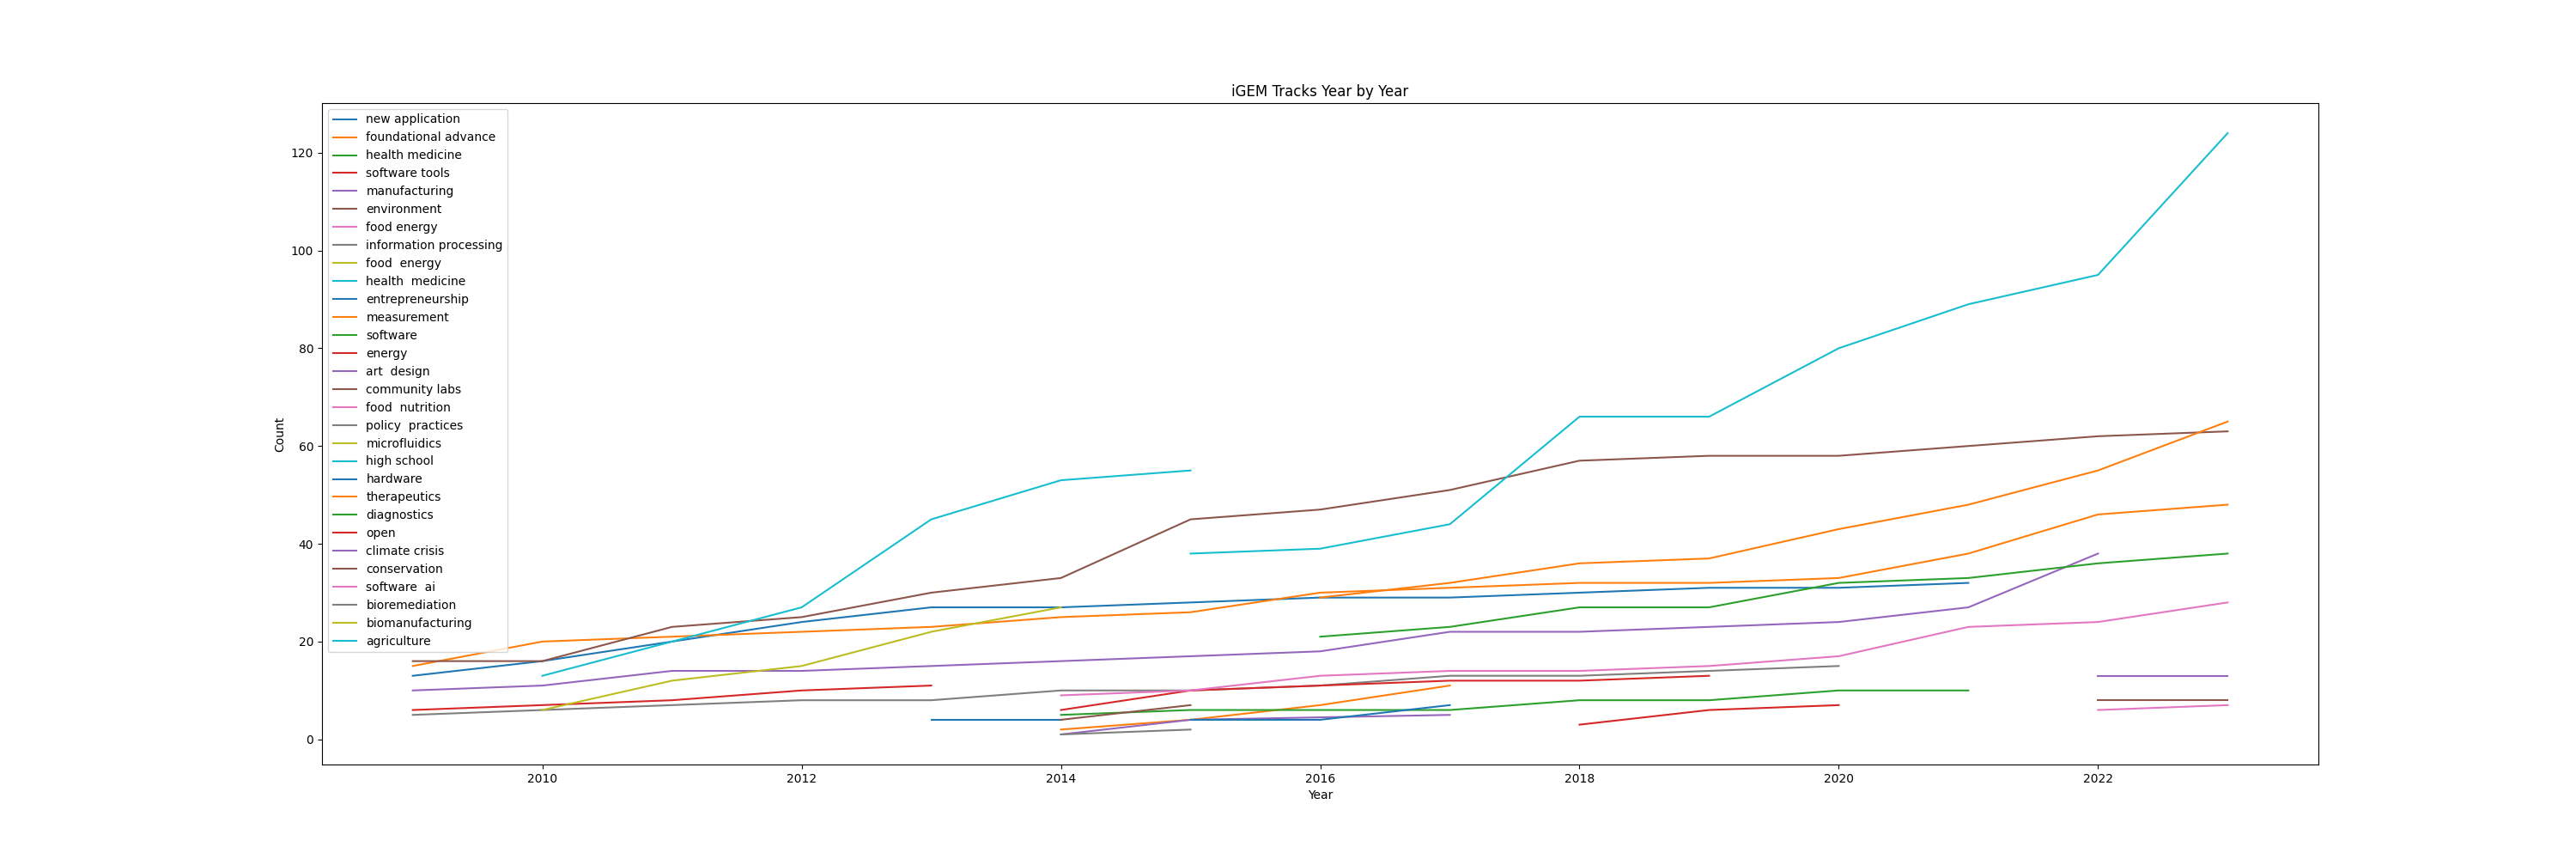 iGEM Tracks Year by Year
new application
foundational advance
health medicine
software tools
manufacturing
environment
food energy
information processing
food  energy
health  medicine
entrepreneurship
measurement
software
energy
art  design
community labs
food  nutrition
policy  practices
microfluidics
high school
hardware
therapeutics
diagnostics
open
climate crisis
conservation
software  ai
bioremediation
biomanufacturing
agriculture
120
100
80
60
40
20
0
Count
2010 2012 2014 2016 2018 2020 2022
Year